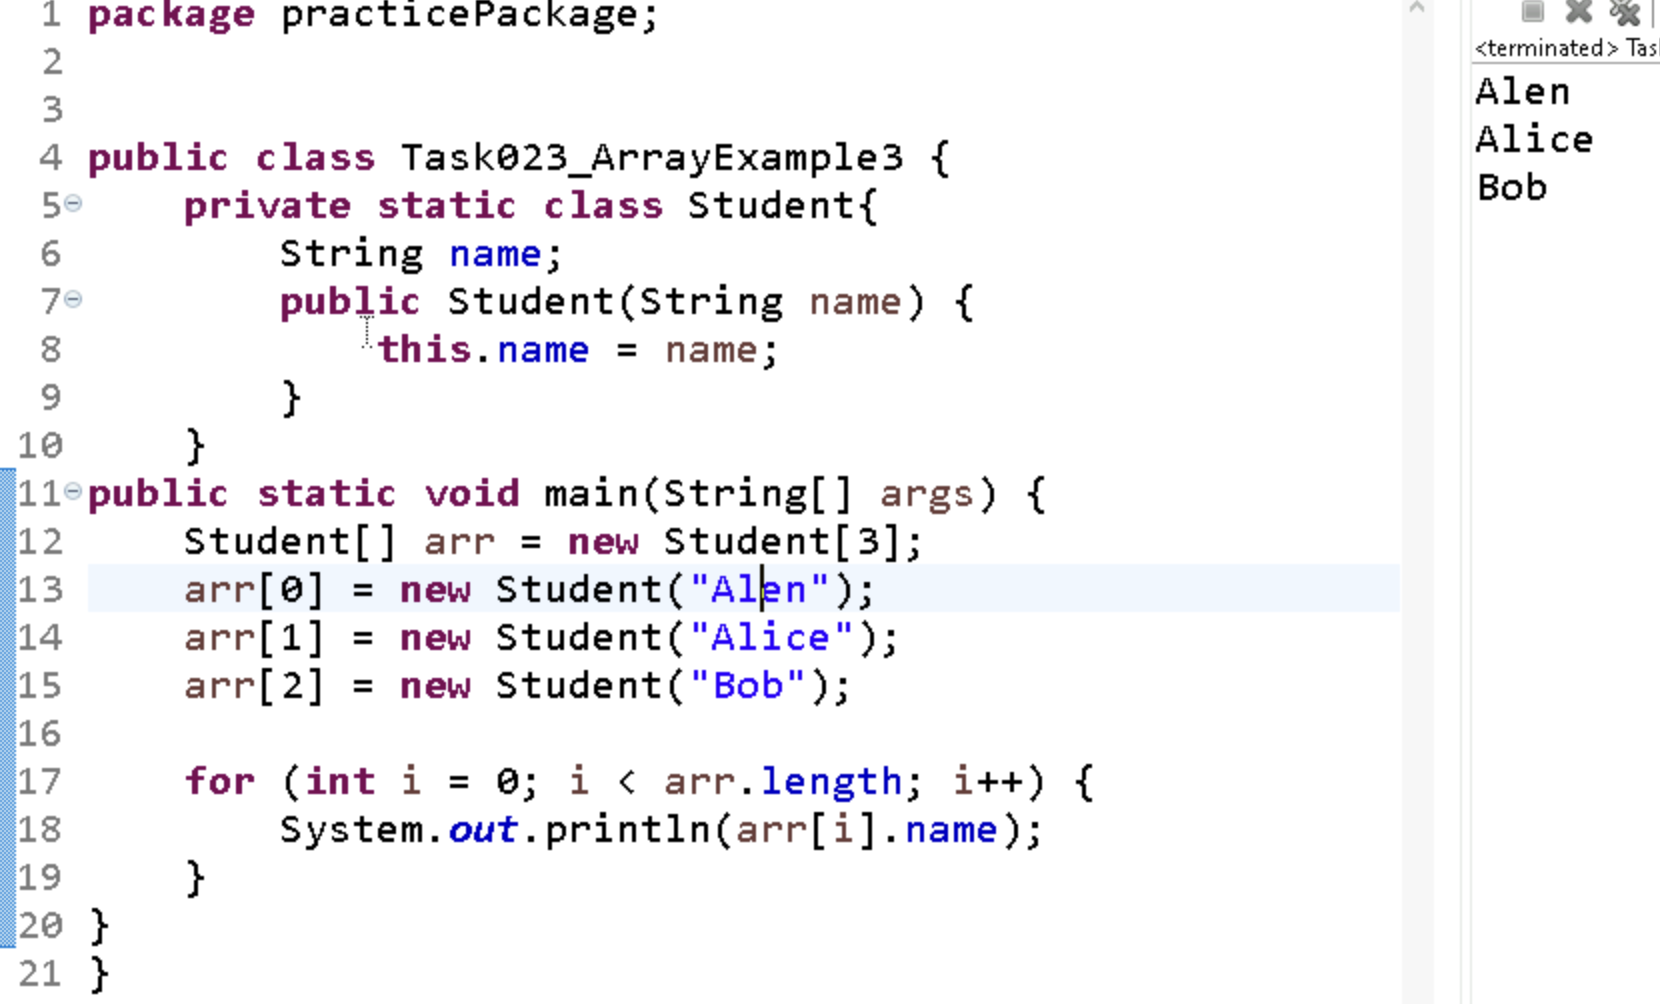 1 package practicePackage;
2
3
4 public class Task023_ArrayExample3 {
5 private static class Student{
6 String name;
7 public Student(String name) {
8 this.name = name;
9 }
10 }
11 public static void main(String[] args) {
12 Student[] arr = new Student[3];
13 arr[0] = new Student("Alen");
14 arr[1] = new Student("Alice");
15 arr[2] = new Student("Bob");
16
17 for (int i = 0; i < arr.length; i++) {
18 System.out.println(arr[i].name);
19 }
20 }
21 }
<terminated> Tas
Alen
Alice
Bob